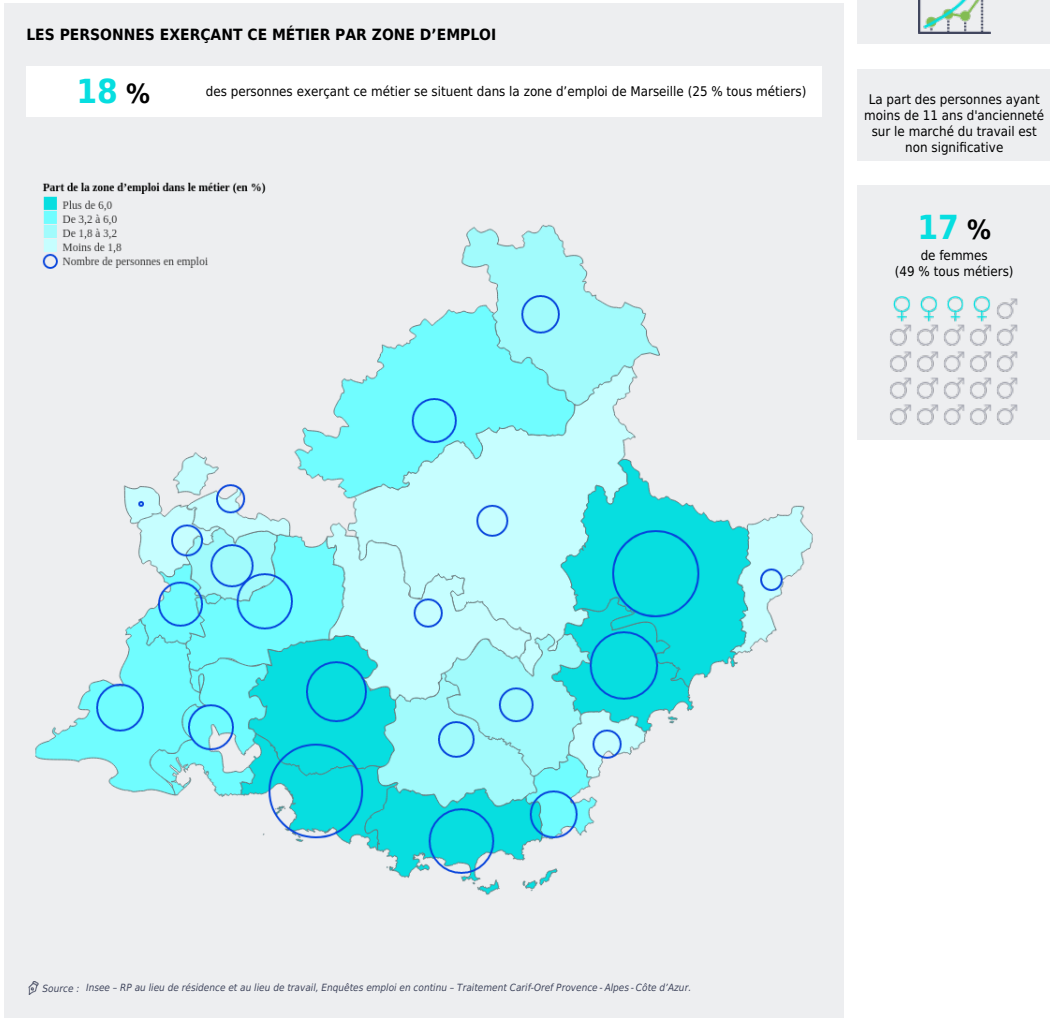 LES PERSONNES EXERÇANT CE MÉTIER PAR ZONE D’EMPLOI
18 %
des personnes exerçant ce métier se situent dans la zone d’emploi de Marseille (25 % tous métiers)
Part de la zone d’emploi dans le métier (en %)
Plus de 6,0
De 3,2 à 6,0
De 1,8 à 3,2
Moins de 1,8
Nombre de personnes en emploi
Source : Insee – RP au lieu de résidence et au lieu de travail, Enquêtes emploi en continu – Traitement Carif-Oref Provence - Alpes - Côte d’Azur.
La part des personnes ayant
moins de 11 ans d'ancienneté
sur le marché du travail est
non significative
17 %
de femmes
(49 % tous métiers)